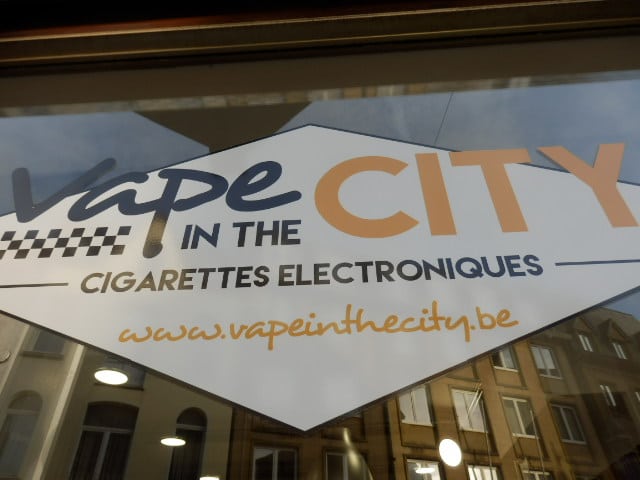 vape
IN THE CITY
CIGARETTES ELECTRONIQUES
www.vapeinthecity.be